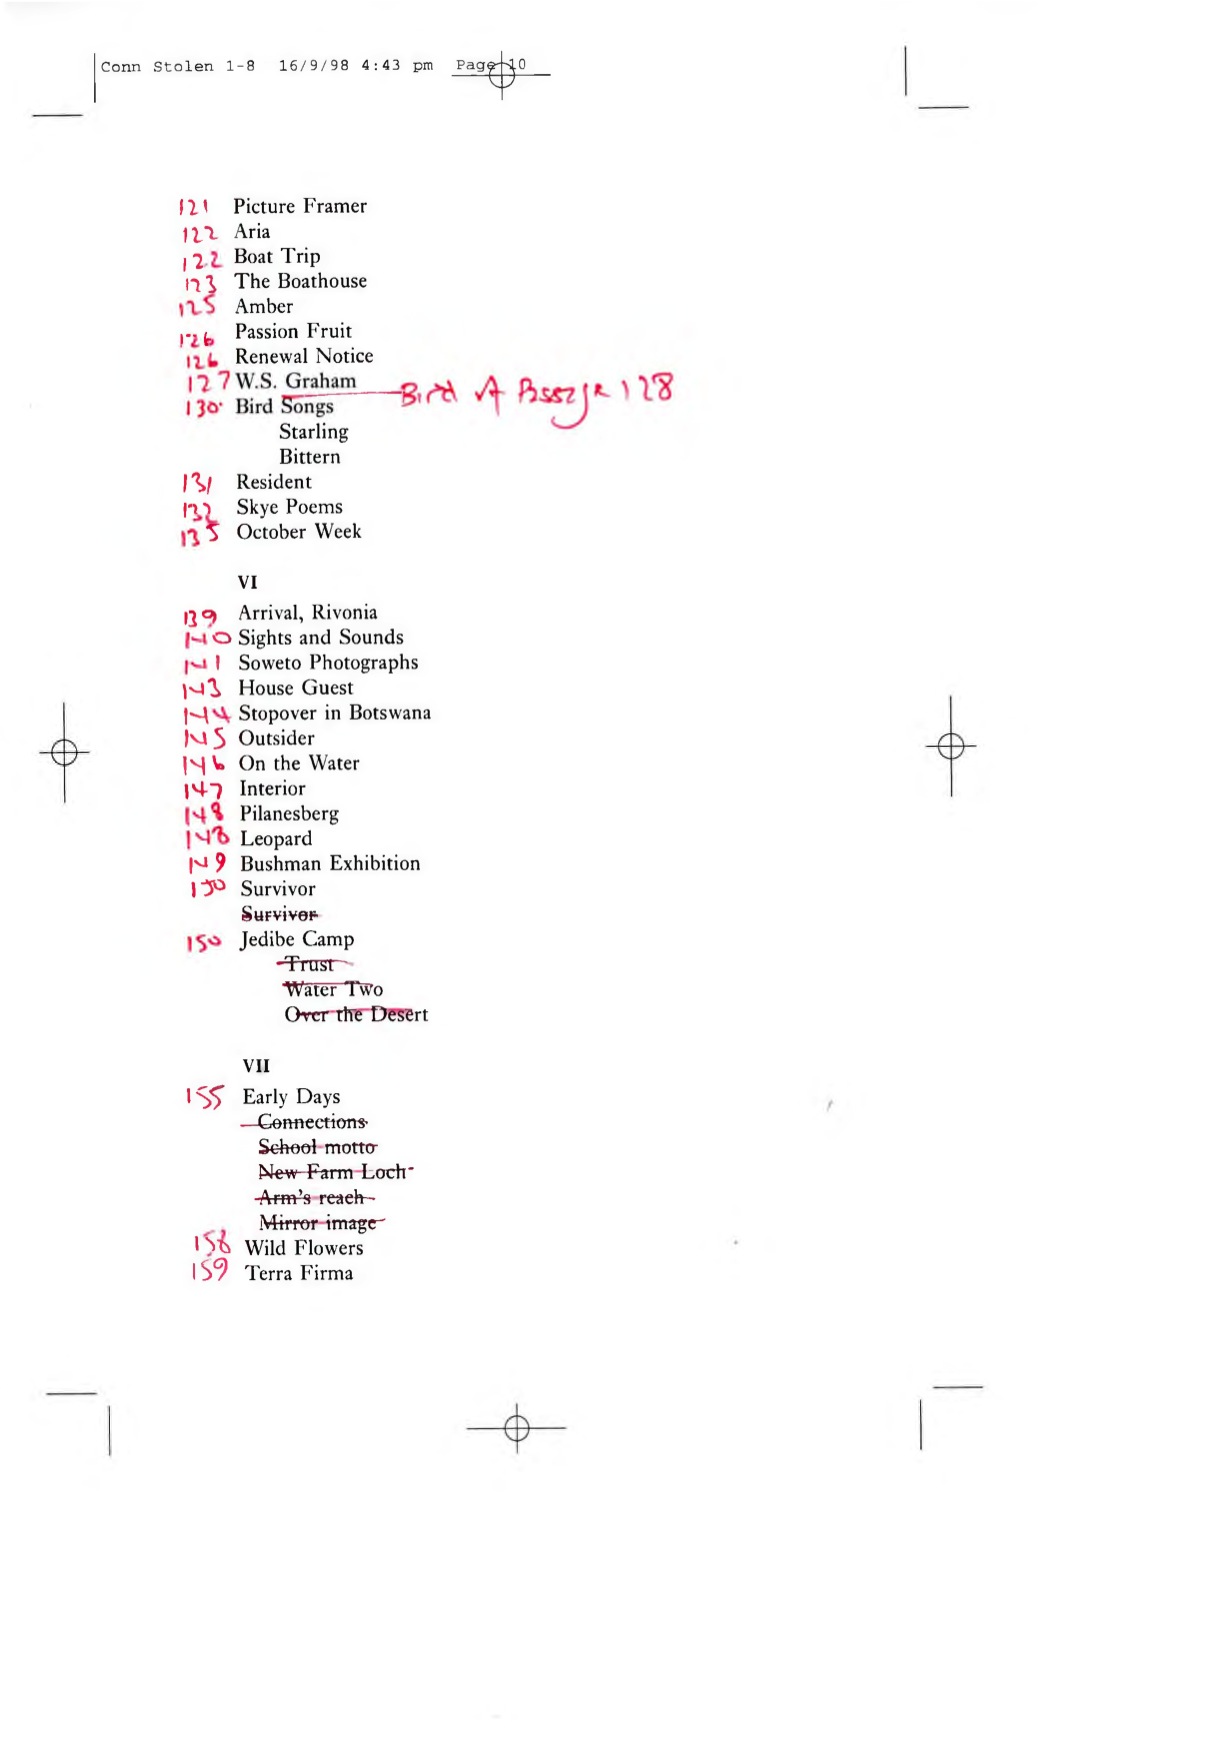 Conn Stolen 1-8 16/9/98 4:43 pm Page 10
121 Picture Framer
122 Aria
122 Boat Trip
123 The Boathouse
125 Amber
126 Passion Fruit
126 Renewal Notice
127 W.S. Graham
Bird of Passage 128
130 Bird Songs
Starling
Bittern
131 Resident
132 Skye Poems
135 October Week
VI
139 Arrival, Rivonia
140 Sights and Sounds
141 Soweto Photographs
143 House Guest
144 Stopover in Botswana
145 Outsider
146 On the Water
147 Interior
148 Pilanesberg
148 Leopard
149 Bushman Exhibition
150 Survivor
Survivor
150 Jedibe Camp
Trust
Water Two
Over the Desert
VII
155 Early Days
Connections
School motto
New Farm Loch
Arm's reach
Mirror image
158 Wild Flowers
159 Terra Firma